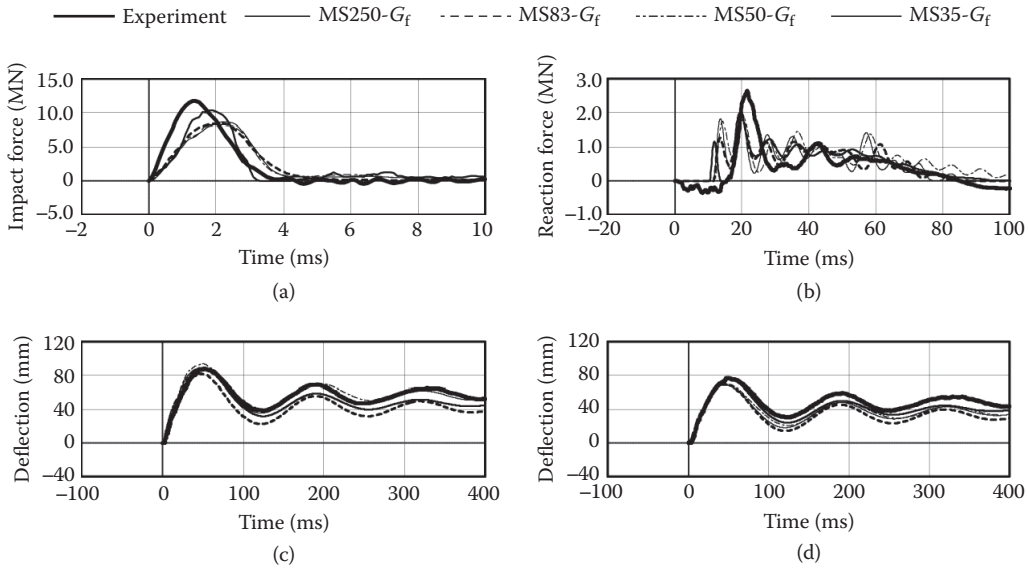 Experiment MS250-Gf MS83-Gf MS50-Gf MS35-Gf
Impact force (MN)
15.0
10.0
5.0
0
−5.0
−2 0 2 4 6 8 10
Time (ms)
(a)
Reaction force (MN)
3.0
2.0
1.0
0
−1.0
−20 0 20 40 60 80 100
Time (ms)
(b)
Deflection (mm)
120
80
40
0
−40
−100 0 100 200 300 400
Time (ms)
(c)
Deflection (mm)
120
80
40
0
−40
−100 0 100 200 300 400
Time (ms)
(d)